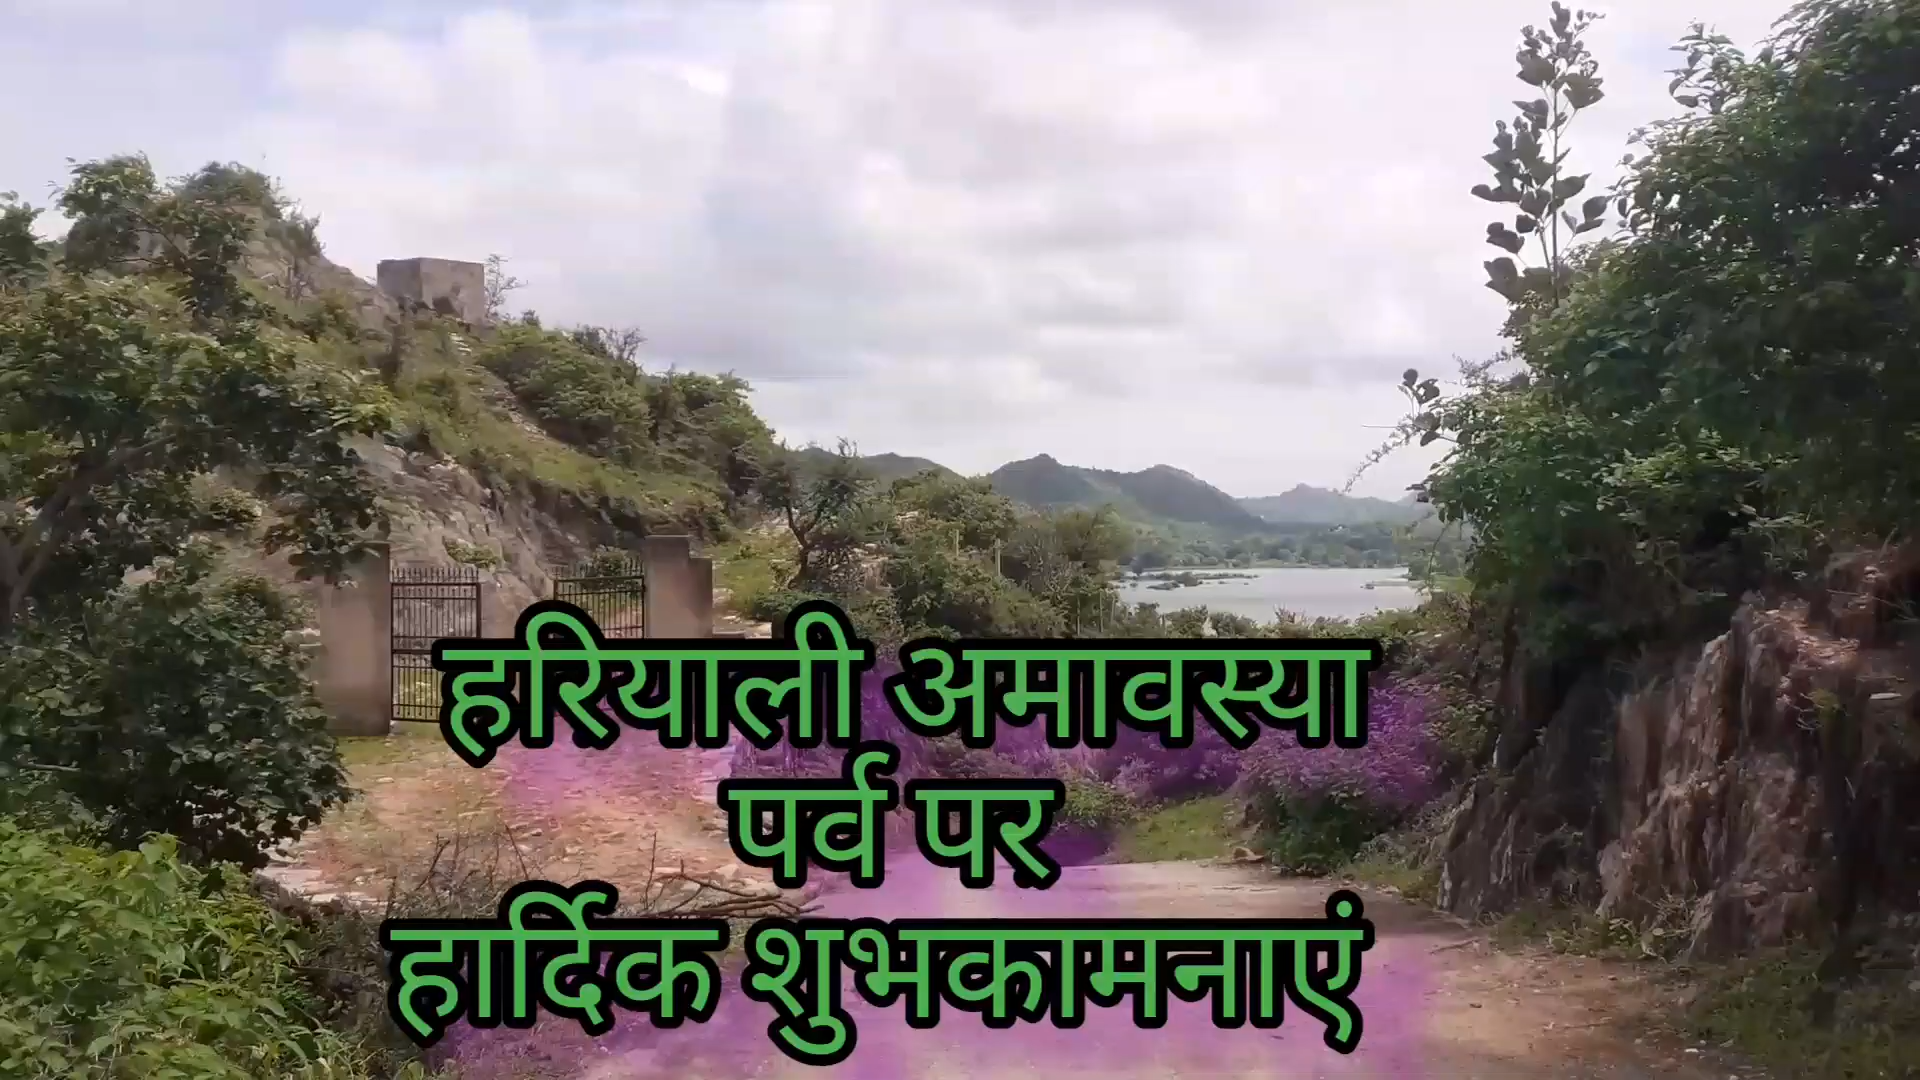 हरियाली अमावस्या
पर्व पर
हार्दिक शुभकामनाएं